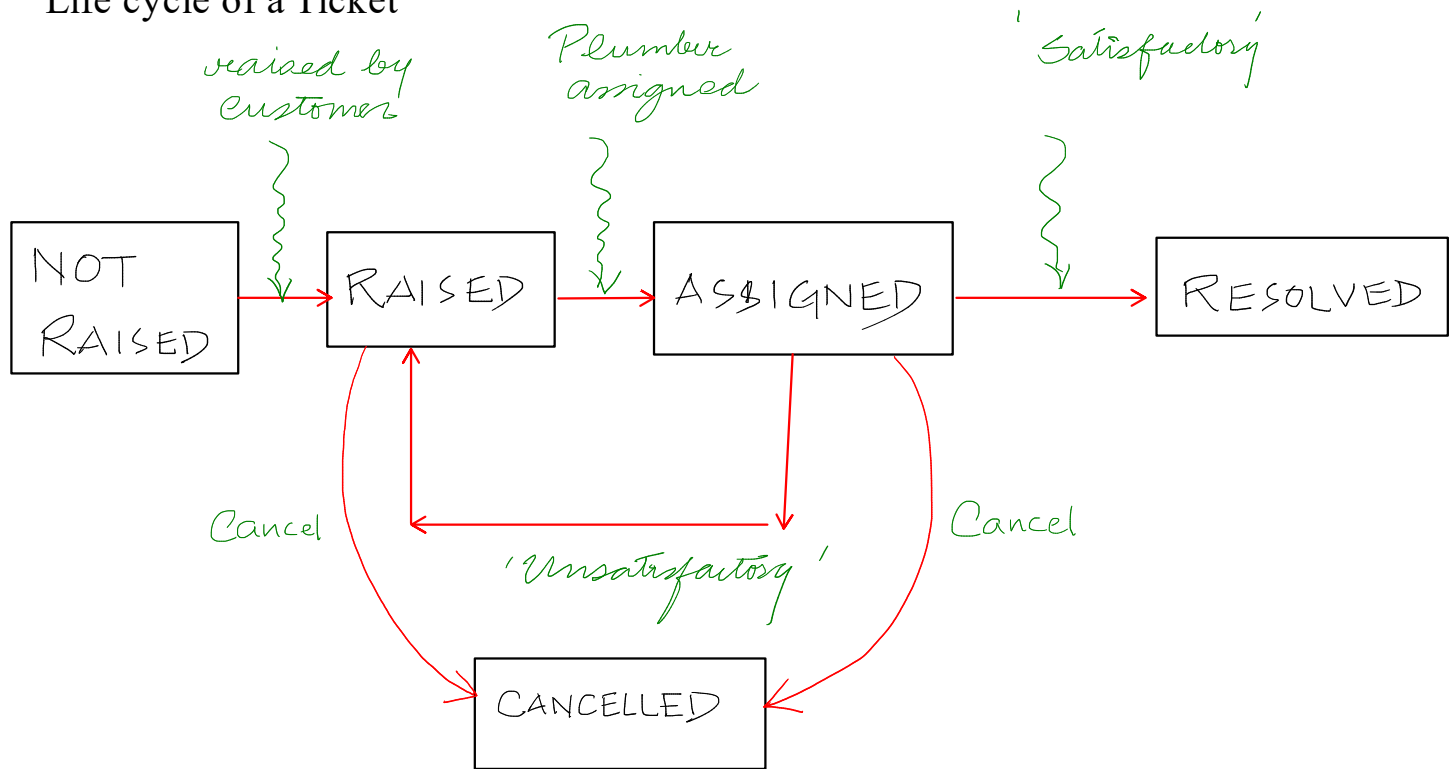 Life cycle of a Ticket
raised by
customer
Plumber
assigned
'Satisfactory'
NOT
RAISED
RAISED
ASSIGNED
RESOLVED
Cancel
'Unsatisfactory'
Cancel
CANCELLED